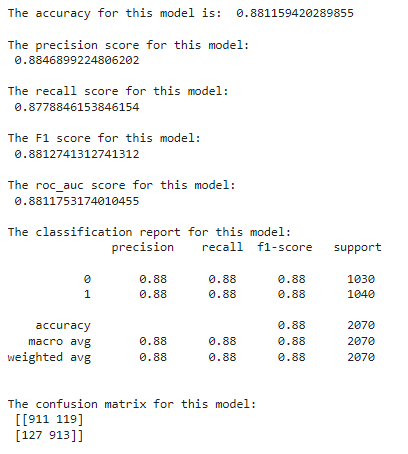 The accuracy for this model is:  0.881159420289855
The precision score for this model:
0.8846899224806202
The recall score for this model:
0.8778846153846154
The F1 score for this model:
0.8812741312741312
The roc_auc score for this model:
0.8811753174010455
The classification report for this model:
precision    recall  f1-score   support
0       0.88      0.88      0.88      1030
1       0.88      0.88      0.88      1040
accuracy                           0.88      2070
macro avg       0.88      0.88      0.88      2070
weighted avg       0.88      0.88      0.88      2070
The confusion matrix for this model:
[[911 119]
[127 913]]